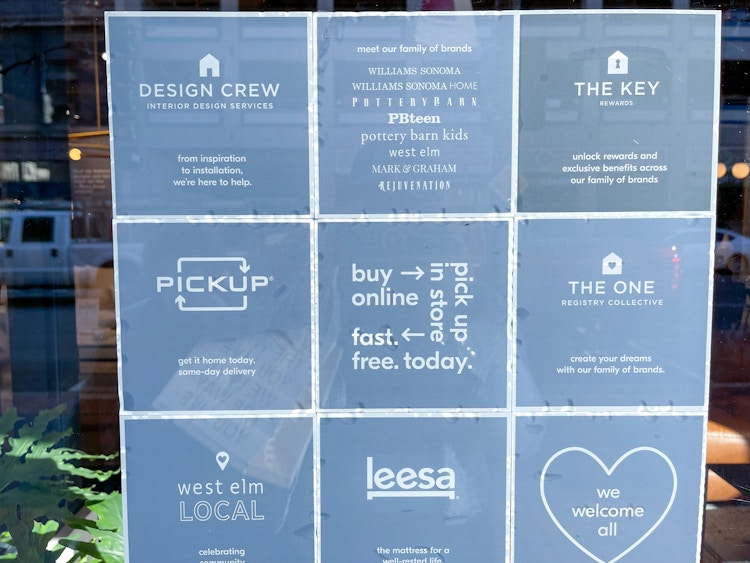 DESIGN CREW
INTERIOR DESIGN SERVICES
from inspiration
to installation,
we're here to help.
meet our family of brands
WILLIAMS SONOMA
WILLIAMS SONOMA HOME
POTTERY BARN
PBteen
pottery barn kids
west elm
MARK & GRAHAM
REJUVENATION
THE KEY
REWARDS
unlock rewards and
exclusive benefits across
our family of brands
PICKUP®
get it home today.
same-day delivery
buy →
online
pick up
in store
fast. ←
free. today.
THE ONE
REGISTRY COLLECTIVE
create your dreams
with our family of brands.
west elm
LOCAL
celebrating
community
leesa
the mattress for a
well-rested life
we
welcome
all